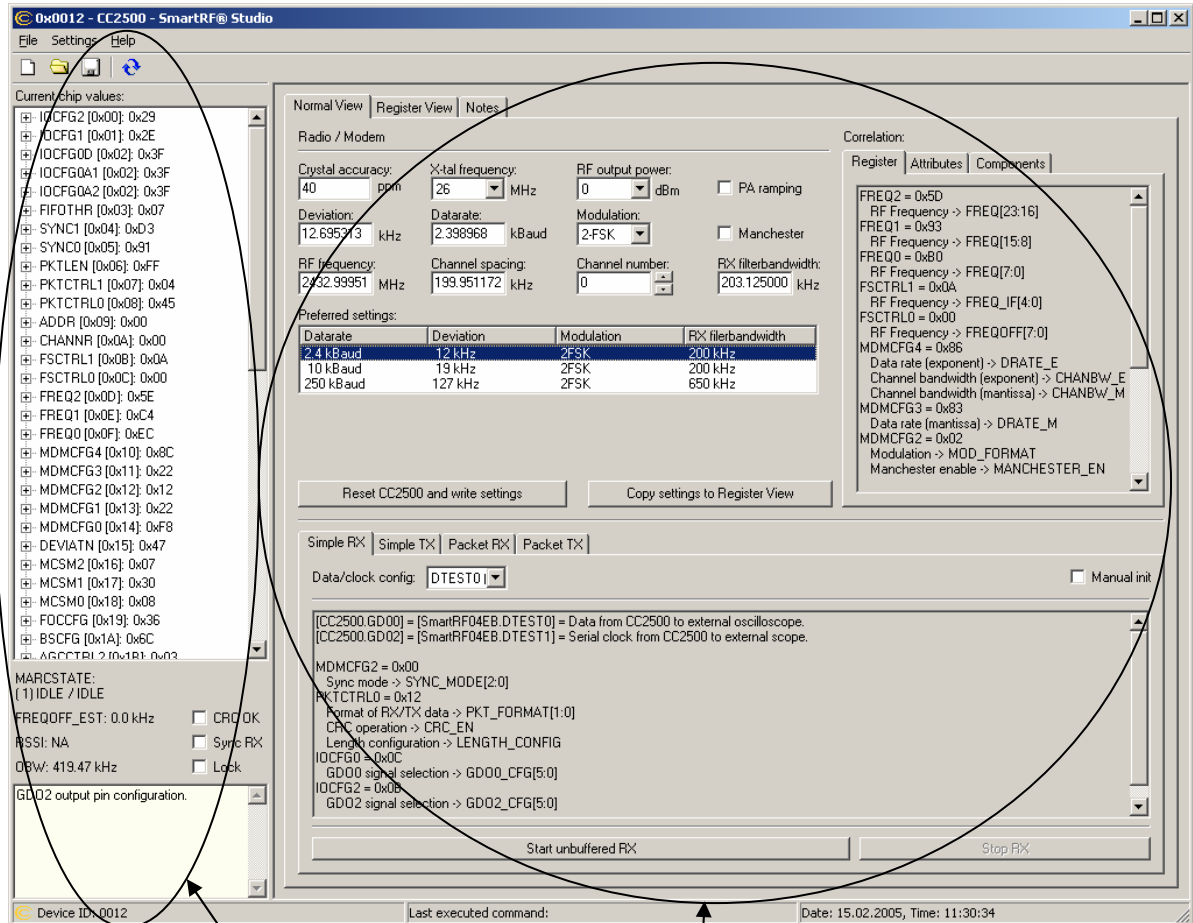 0x0012 - CC2500 - SmartRF® Studio
File Settings Help
Current chip values:
IOCFG2 [0x00]: 0x29
IOCFG1 [0x01]: 0x2E
IOCFG0D [0x02]: 0x3F
IOCFG0A1 [0x02]: 0x3F
IOCFG0A2 [0x02]: 0x3F
FIFOTHR [0x03]: 0x07
SYNC1 [0x04]: 0xD3
SYNC0 [0x05]: 0x91
PKTLEN [0x06]: 0xFF
PKTCTRL1 [0x07]: 0x04
PKTCTRL0 [0x08]: 0x45
ADDR [0x09]: 0x00
CHANNR [0x0A]: 0x00
FSCTRL1 [0x0B]: 0x0A
FSCTRL0 [0x0C]: 0x00
FREQ2 [0x0D]: 0x5E
FREQ1 [0x0E]: 0xC4
FREQ0 [0x0F]: 0xEC
MDMCFG4 [0x10]: 0x8C
MDMCFG3 [0x11]: 0x22
MDMCFG2 [0x12]: 0x12
MDMCFG1 [0x13]: 0x22
MDMCFG0 [0x14]: 0xF8
DEVIATN [0x15]: 0x47
MCSM2 [0x16]: 0x07
MCSM1 [0x17]: 0x30
MCSM0 [0x18]: 0x08
FOCCFG [0x19]: 0x36
BSCFG [0x1A]: 0x6C
AGCCTRL2 [0x1B]: 0x03
MARCSTATE:
(1) IDLE / IDLE
FREQOFF_EST: 0.0 kHz CRC OK
RSSI: NA Sync RX
OBW: 419.47 kHz Lock
GDO2 output pin configuration.
Normal View Register View Notes
Radio / Modem
Crystal accuracy: X-tal frequency: RF output power:
40 ppm 26 MHz 0 dBm PA ramping
Deviation: Datarate: Modulation:
12.695313 kHz 2.398968 kBaud 2-FSK Manchester
RF frequency: Channel spacing: Channel number: RX filterbandwidth:
2432.99951 MHz 199.951172 kHz 0 203.125000 kHz
Preferred settings:
Datarate Deviation Modulation RX filerbandwidth
2.4 kBaud 12 kHz 2FSK 200 kHz
10 kBaud 19 kHz 2FSK 200 kHz
250 kBaud 127 kHz 2FSK 650 kHz
Reset CC2500 and write settings Copy settings to Register View
Correlation:
Register Attributes Components
FREQ2 = 0x5D
RF Frequency -> FREQ[23:16]
FREQ1 = 0x93
RF Frequency -> FREQ[15:8]
FREQ0 = 0xB0
RF Frequency -> FREQ[7:0]
FSCTRL1 = 0x0A
RF Frequency -> FREQ_IF[4:0]
FSCTRL0 = 0x00
RF Frequency -> FREQOFF[7:0]
MDMCFG4 = 0x86
Data rate (exponent) -> DRATE_E
Channel bandwidth (exponent) -> CHANBW_E
Channel bandwidth (mantissa) -> CHANBW_M
MDMCFG3 = 0x83
Data rate (mantissa) -> DRATE_M
MDMCFG2 = 0x02
Modulation -> MOD_FORMAT
Manchester enable -> MANCHESTER_EN
Simple RX Simple TX Packet RX Packet TX
Data/clock config: DTEST0 Manual init
[CC2500.GD00] = [SmartRF04EB.DTEST0] = Data from CC2500 to external oscilloscope.
[CC2500.GD02] = [SmartRF04EB.DTEST1] = Serial clock from CC2500 to external scope.
MDMCFG2 = 0x00
Sync mode -> SYNC_MODE[2:0]
PKTCTRL0 = 0x12
Format of RX/TX data -> PKT_FORMAT[1:0]
CRC operation -> CRC_EN
Length configuration -> LENGTH_CONFIG
IOCFG0 = 0x0C
GDO0 signal selection -> GDO0_CFG[5:0]
IOCFG2 = 0x0B
GDO2 signal selection -> GDO2_CFG[5:0]
Start unbuffered RX Stop RX
Device ID: 0012 Last executed command: Date: 15.02.2005, Time: 11:30:34